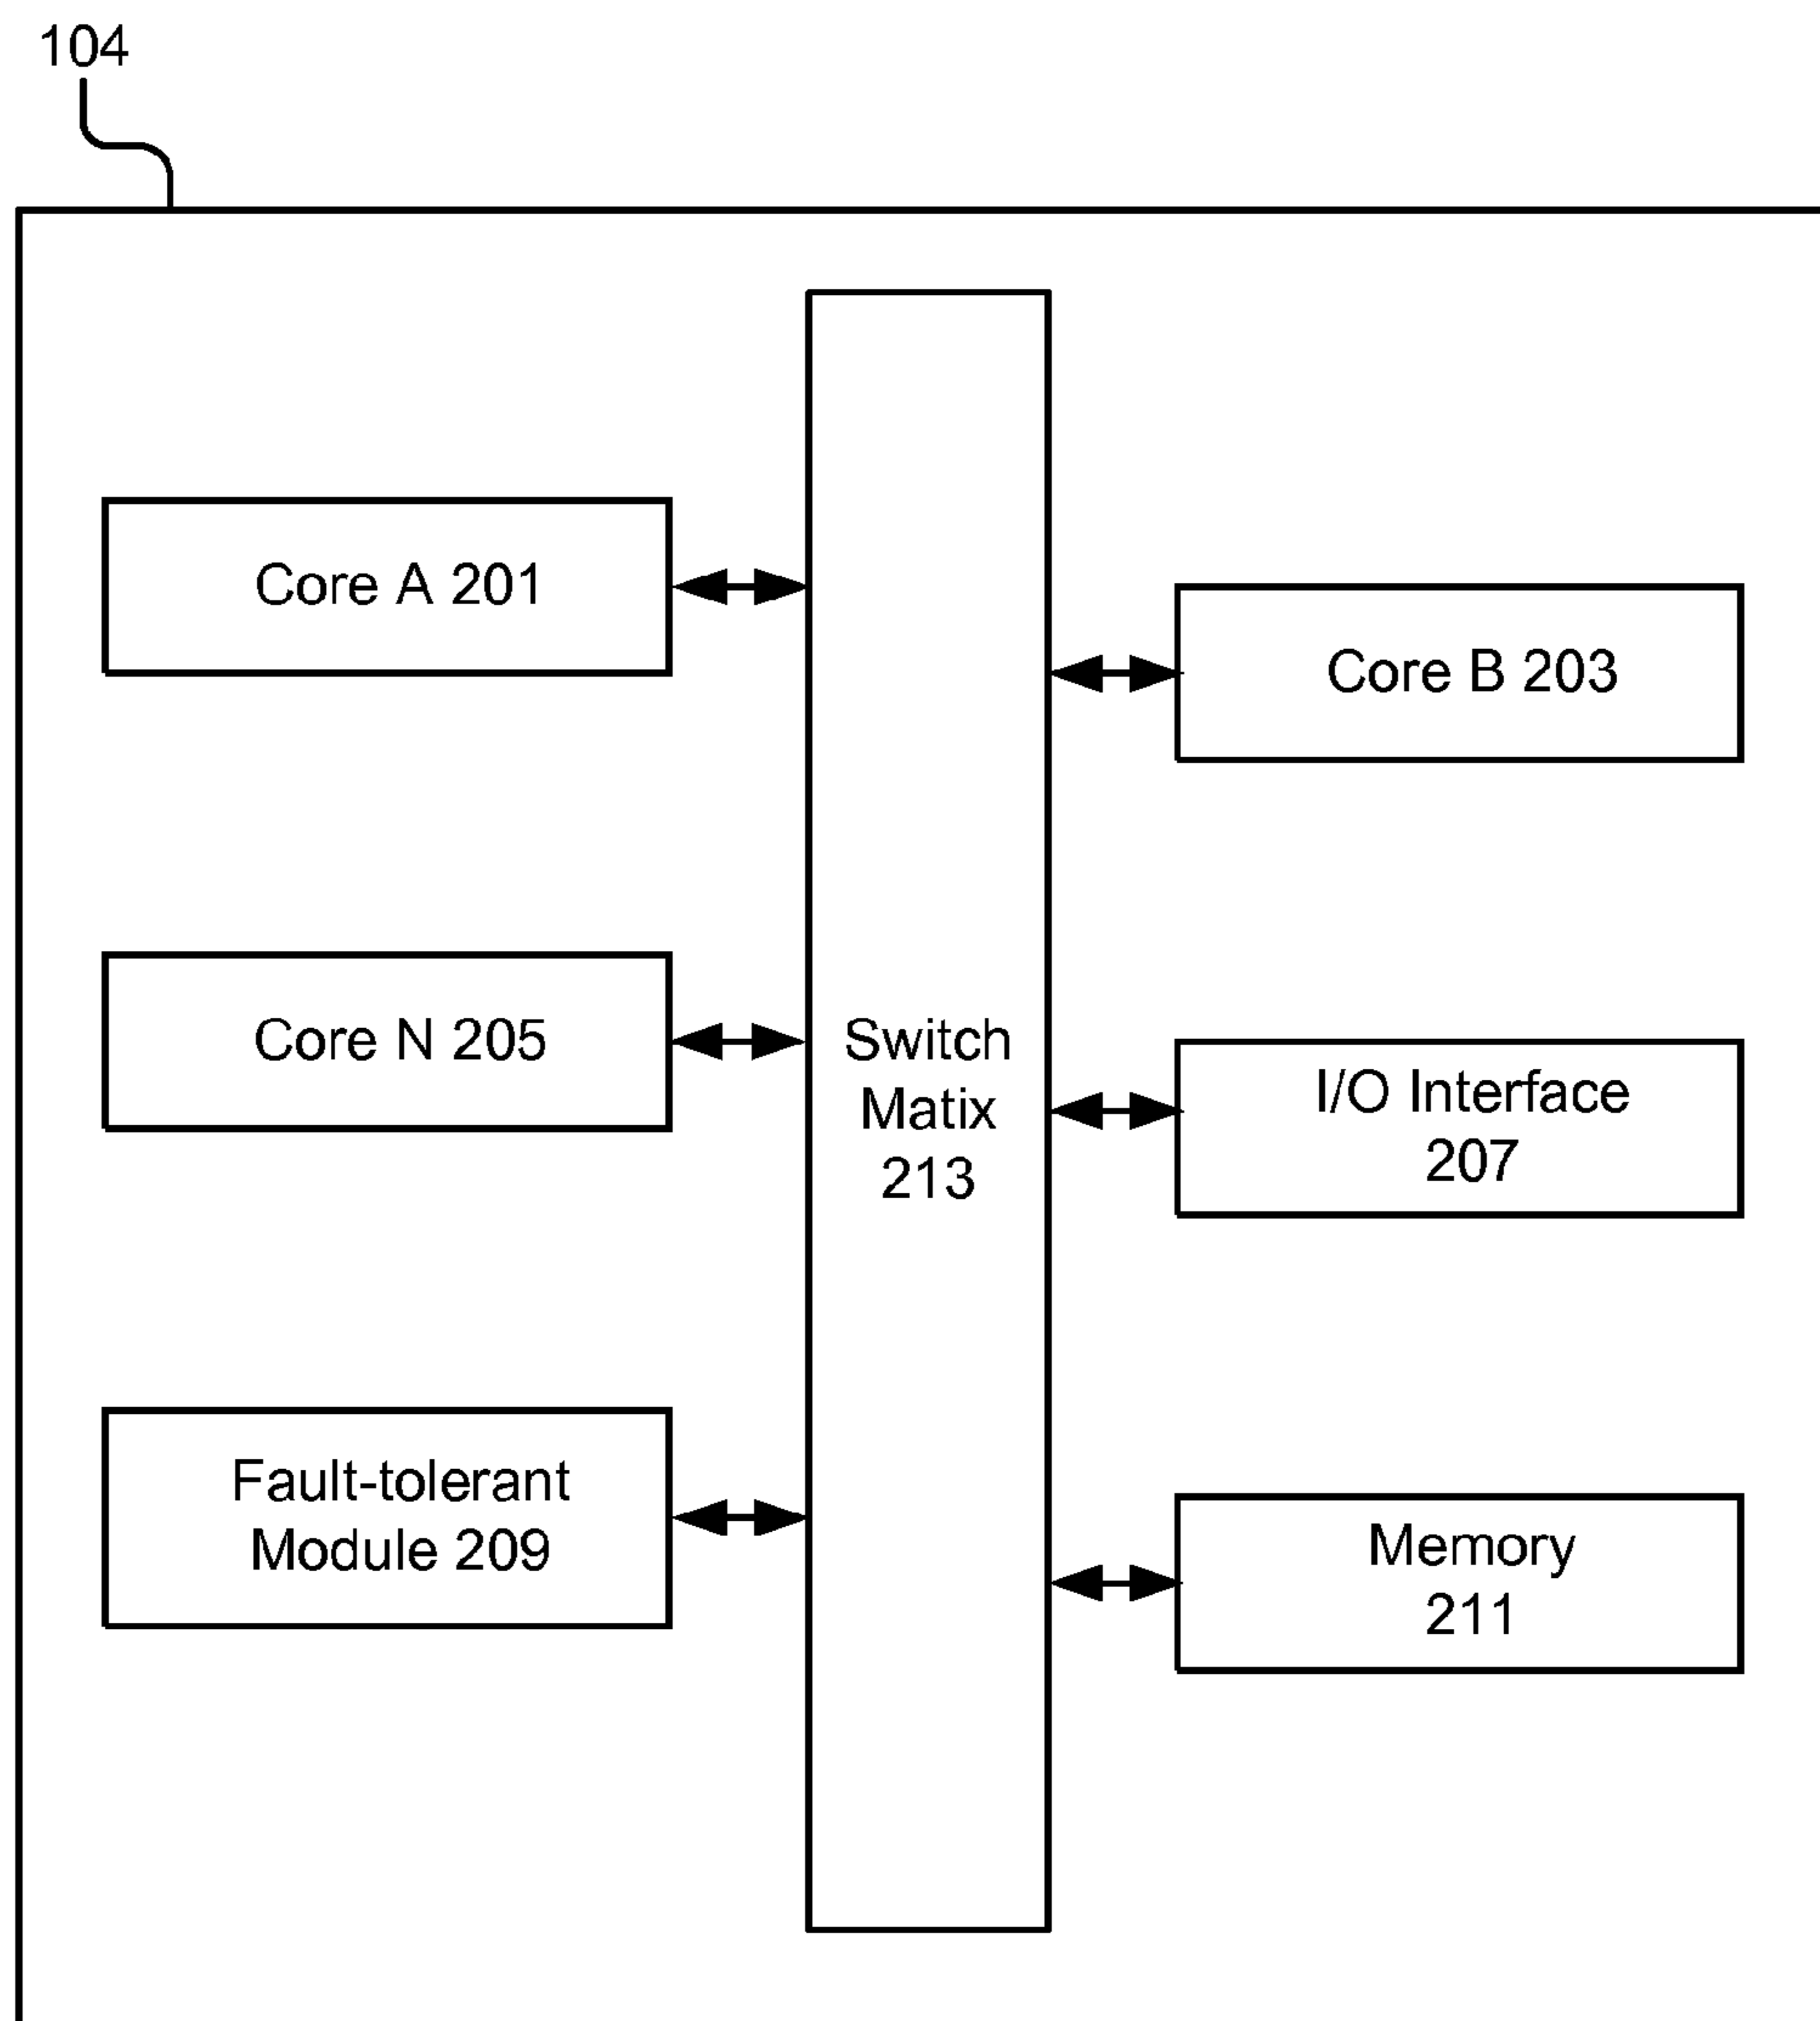 104
Core A 201
Core B 203
Core N 205
Switch
Matix
213
I/O Interface
207
Fault-tolerant
Module 209
Memory
211